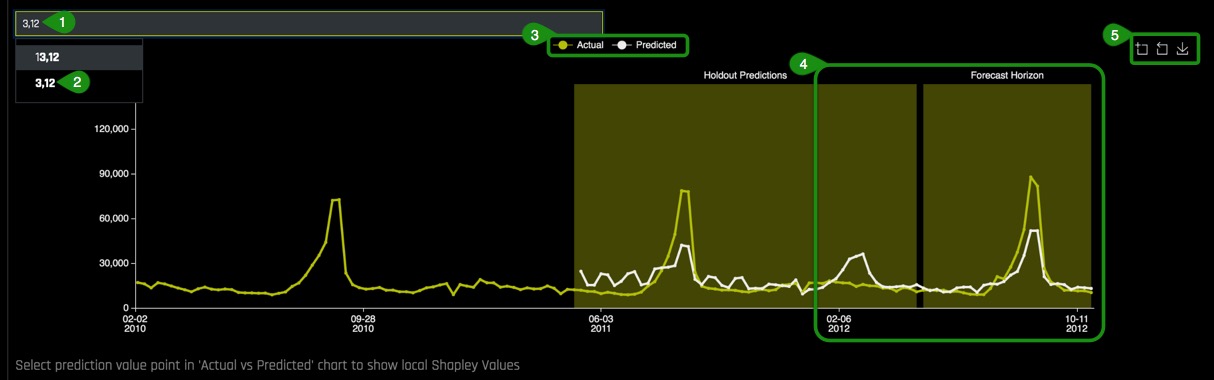 3,12 1
13,12
3,12 2
3 Actual Predicted
5
4
Holdout Predictions Forecast Horizon
120,000
90,000
60,000
30,000
0
02-02 09-28 06-03 02-06 10-11
2010 2010 2011 2012 2012
Select prediction value point in 'Actual vs Predicted' chart to show local Shapley Values